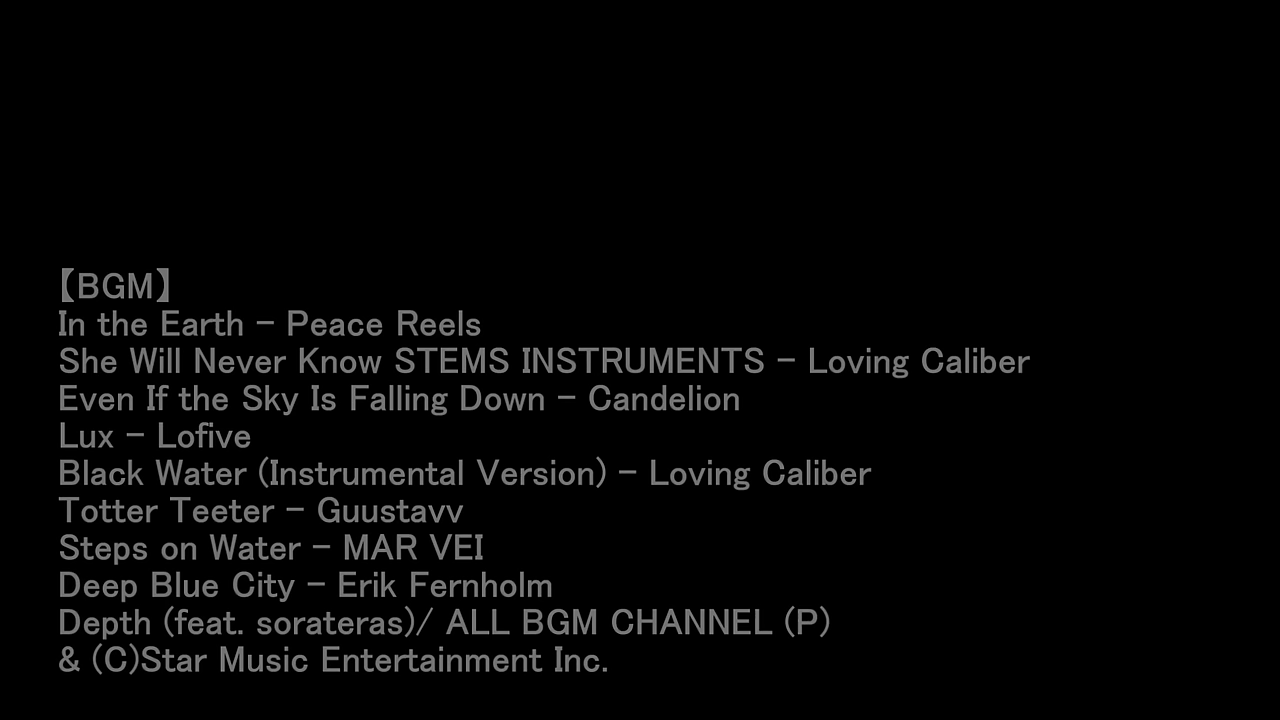 【BGM】
In the Earth − Peace Reels
She Will Never Know STEMS INSTRUMENTS − Loving Caliber
Even If the Sky Is Falling Down − Candelion
Lux − Lofive
Black Water (Instrumental Version) − Loving Caliber
Totter Teeter − Guustavv
Steps on Water − MAR VEI
Deep Blue City − Erik Fernholm
Depth (feat. sorateras)/ ALL BGM CHANNEL (P)
& (C)Star Music Entertainment Inc.